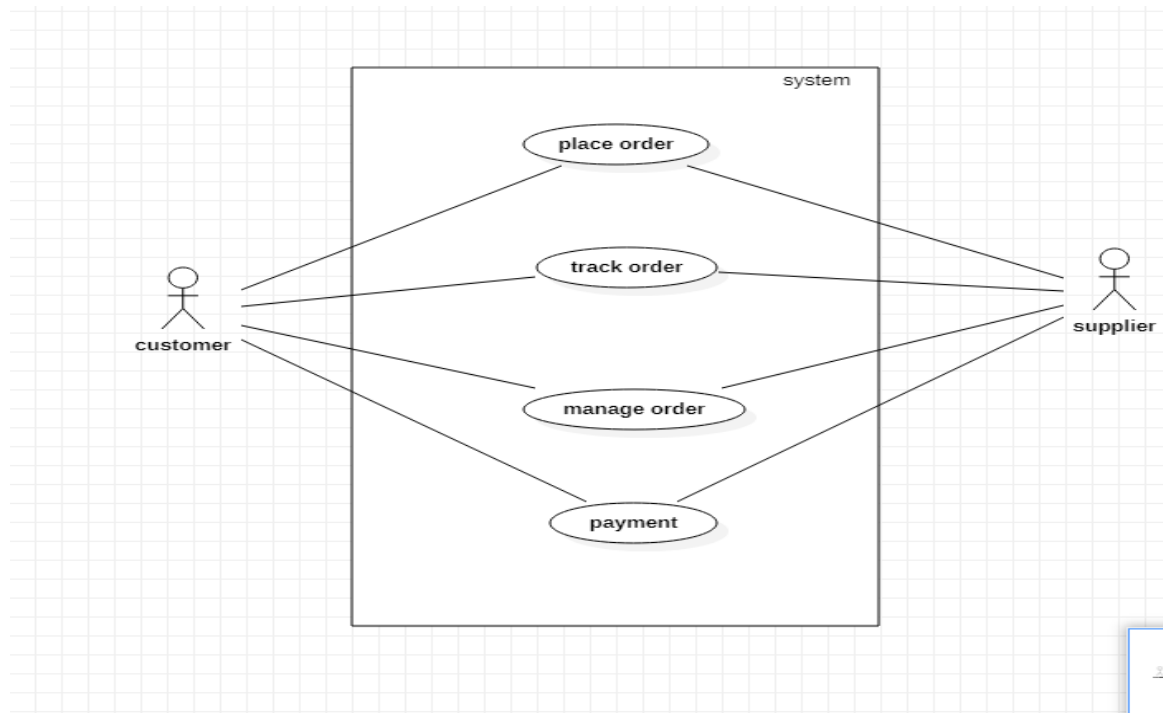 system
place order
track order
customer
supplier
manage order
payment